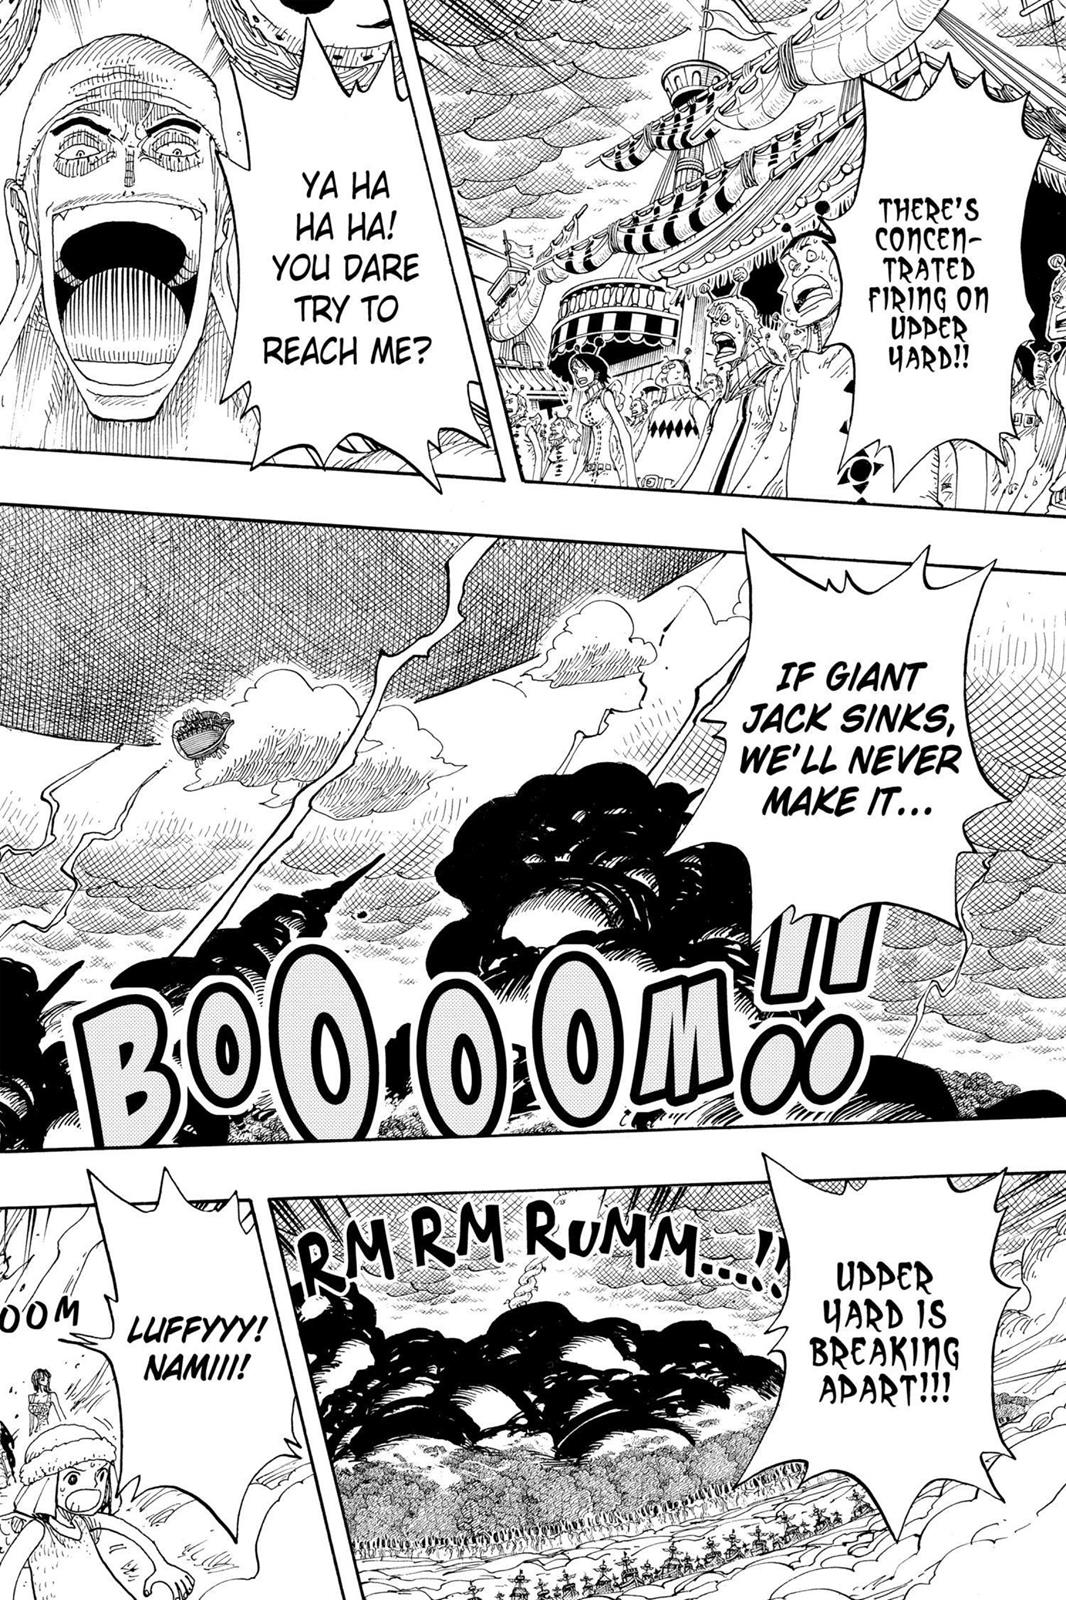 THERE'S
CONCEN-
TRATED
FIRING ON
UPPER
YARD!!
YA HA
HA HA!
YOU DARE
TRY TO
REACH ME?
IF GIANT
JACK SINKS,
WE'LL NEVER
MAKE IT...
BOOOOM!!
UPPER
YARD IS
BREAKING
APART!!!
RM RM RUMM...!!
LUFFYYY!
NAMIII!
OOM